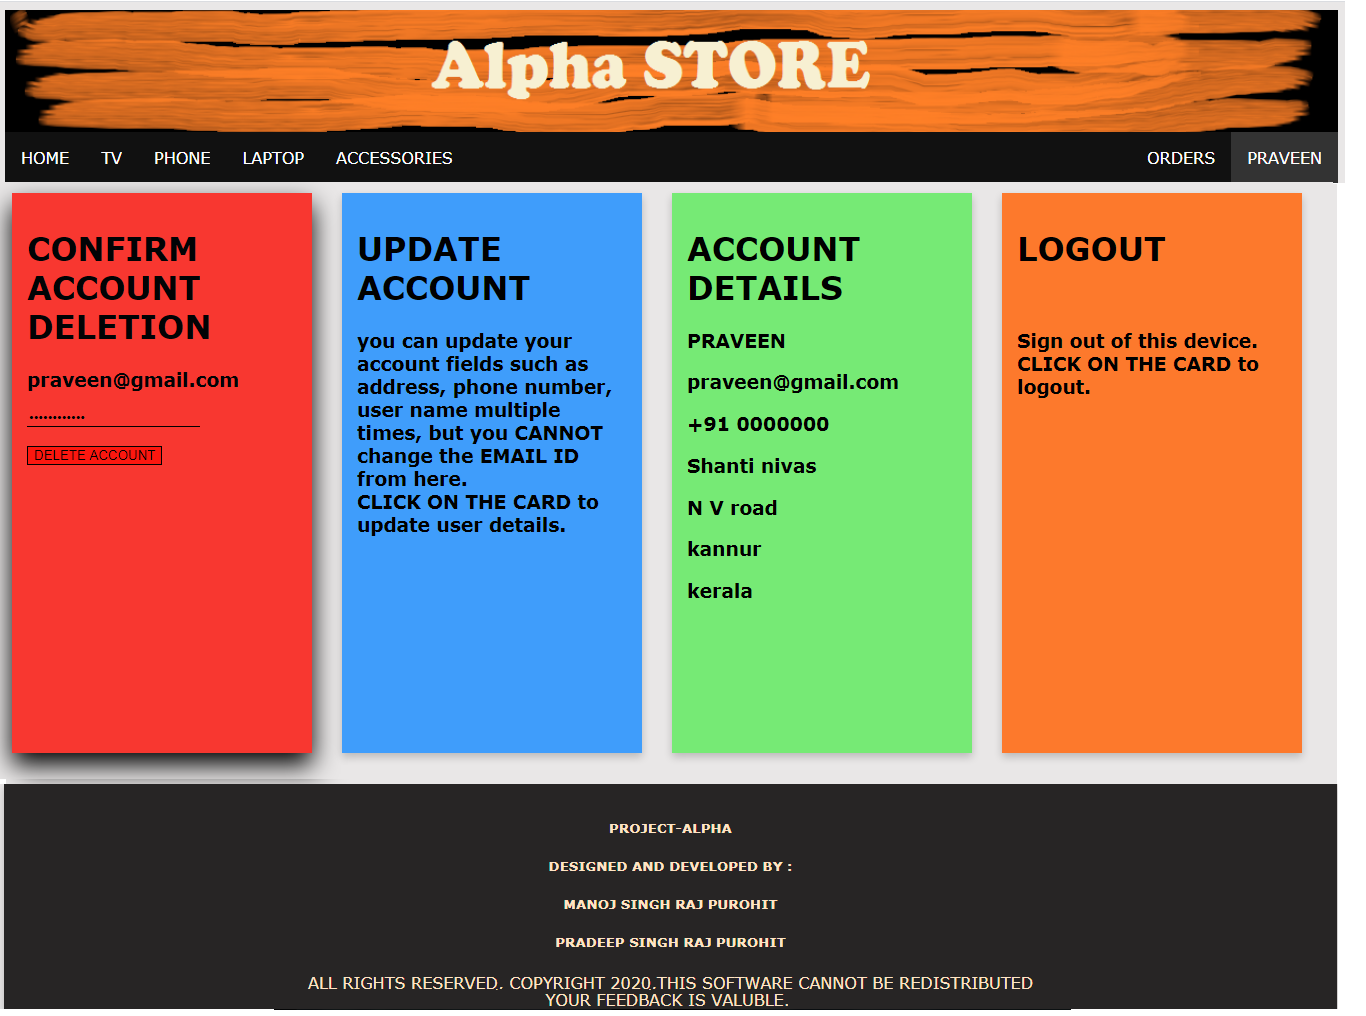 Alpha STORE
HOME TV PHONE LAPTOP ACCESSORIES ORDERS PRAVEEN
CONFIRM
ACCOUNT
DELETION
praveen@gmail.com
............
DELETE ACCOUNT
UPDATE
ACCOUNT
you can update your
account fields such as
address, phone number,
user name multiple
times, but you CANNOT
change the EMAIL ID
from here.
CLICK ON THE CARD to
update user details.
ACCOUNT
DETAILS
PRAVEEN
praveen@gmail.com
+91 0000000
Shanti nivas
N V road
kannur
kerala
LOGOUT
Sign out of this device.
CLICK ON THE CARD to
logout.
PROJECT-ALPHA
DESIGNED AND DEVELOPED BY :
MANOJ SINGH RAJ PUROHIT
PRADEEP SINGH RAJ PUROHIT
ALL RIGHTS RESERVED. COPYRIGHT 2020.THIS SOFTWARE CANNOT BE REDISTRIBUTED
YOUR FEEDBACK IS VALUBLE.